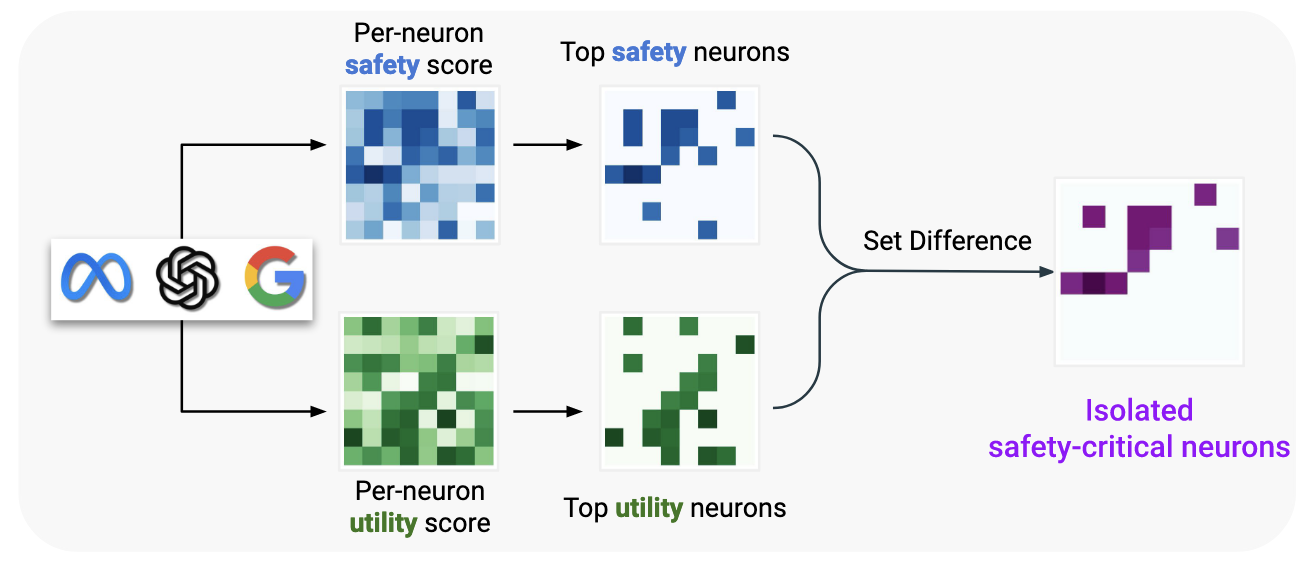 Per-neuron
safety score
Top safety neurons
Set Difference
Isolated
safety-critical neurons
Per-neuron
utility score
Top utility neurons